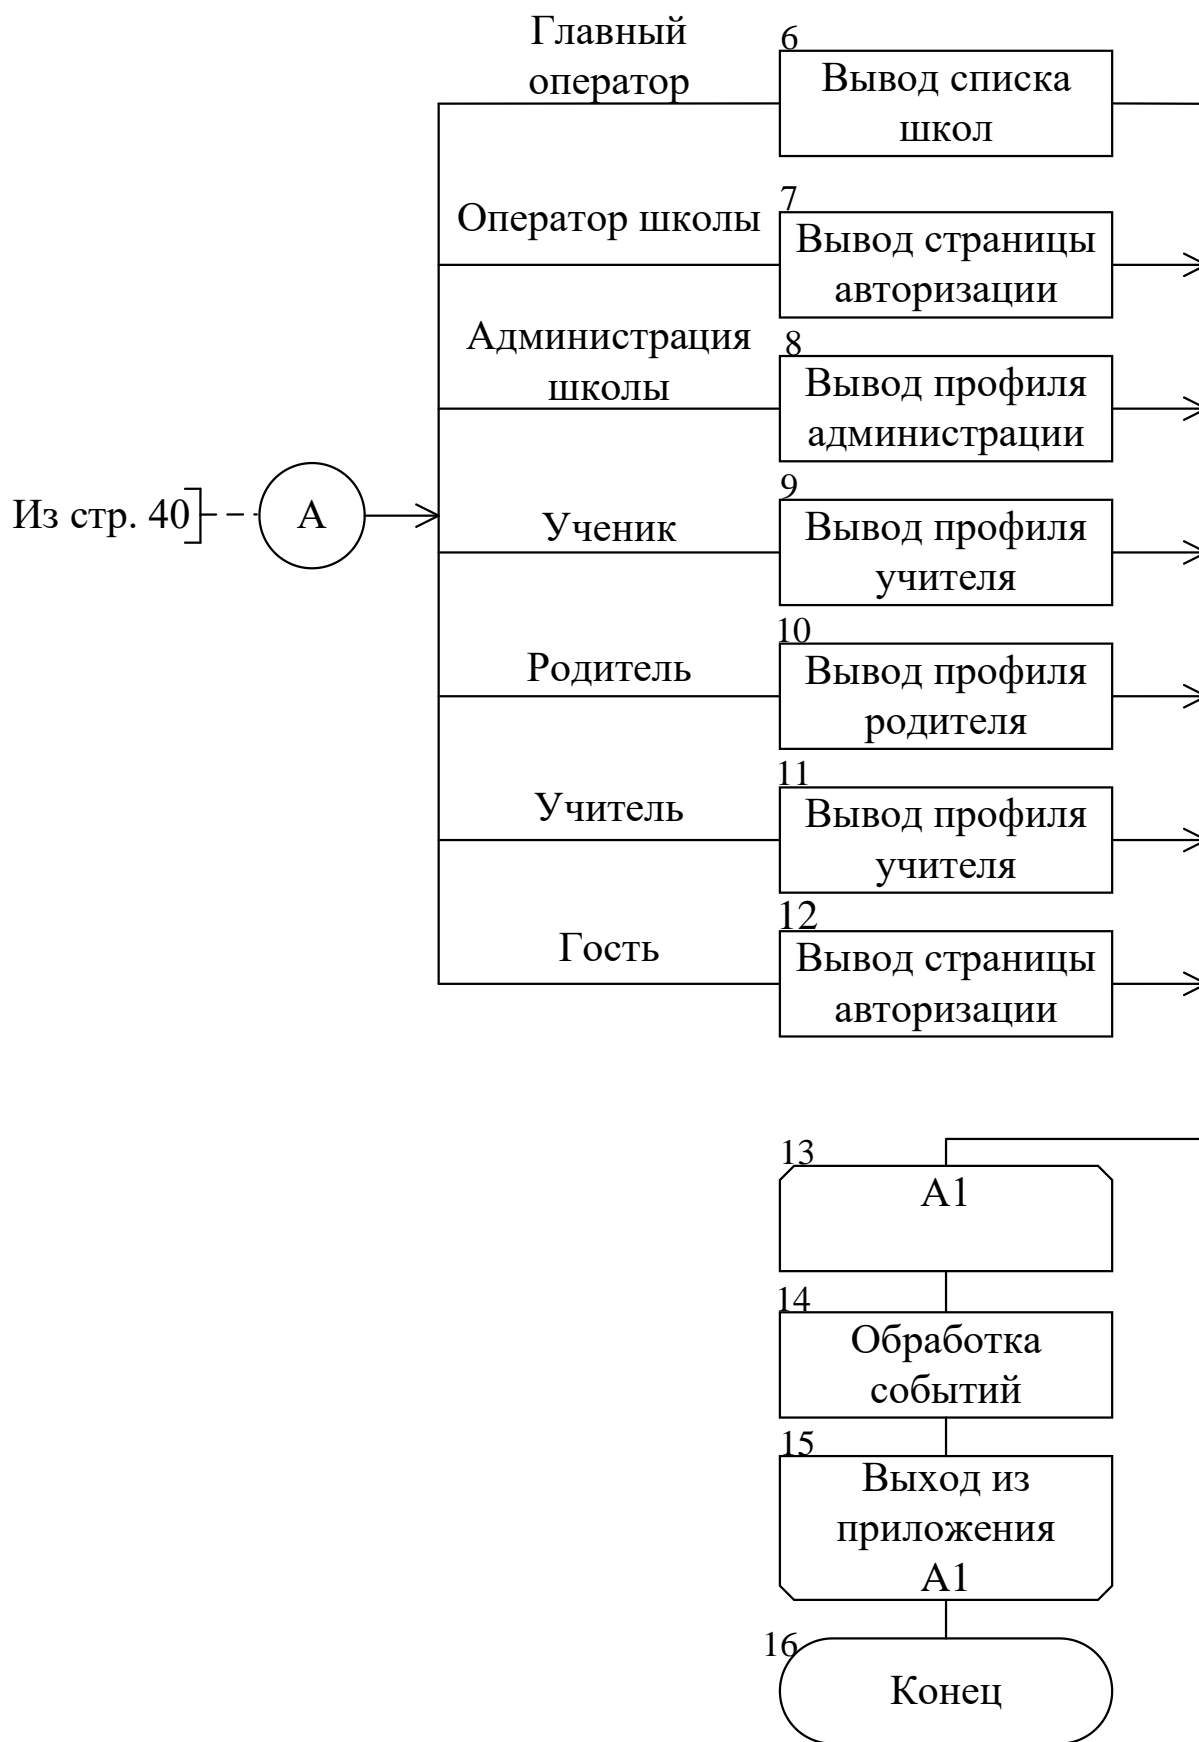 Главный
оператор
6
Вывод списка
школ
Оператор школы
7
Вывод страницы
авторизации
Администрация
школы
8
Вывод профиля
администрации
Из стр. 40
А
Ученик
9
Вывод профиля
учителя
Родитель
10
Вывод профиля
родителя
Учитель
11
Вывод профиля
учителя
Гость
12
Вывод страницы
авторизации
13
А1
14
Обработка
событий
15
Выход из
приложения
А1
16
Конец